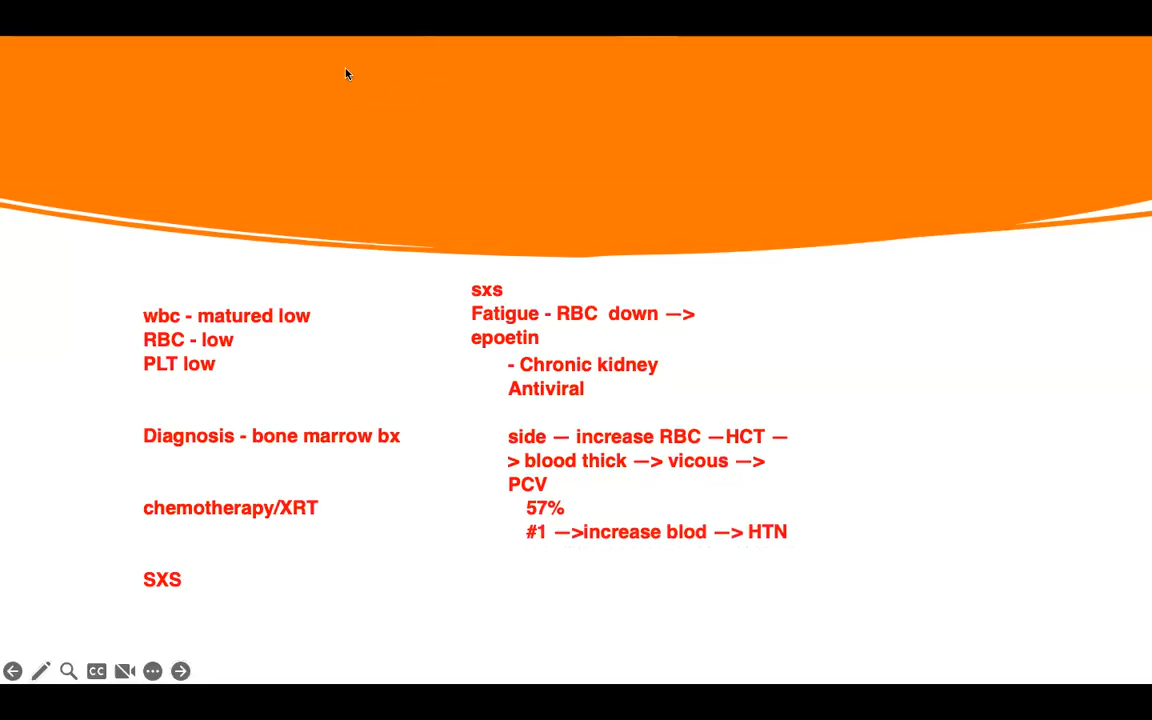 wbc - matured low
RBC - low
PLT low
Diagnosis - bone marrow bx
chemotherapy/XRT
SXS
sxs
Fatigue - RBC  down —>
epoetin
- Chronic kidney
Antiviral
side — increase RBC —HCT —
> blood thick —> vicous —>
PCV
57%
#1 —>increase blod —> HTN
CC